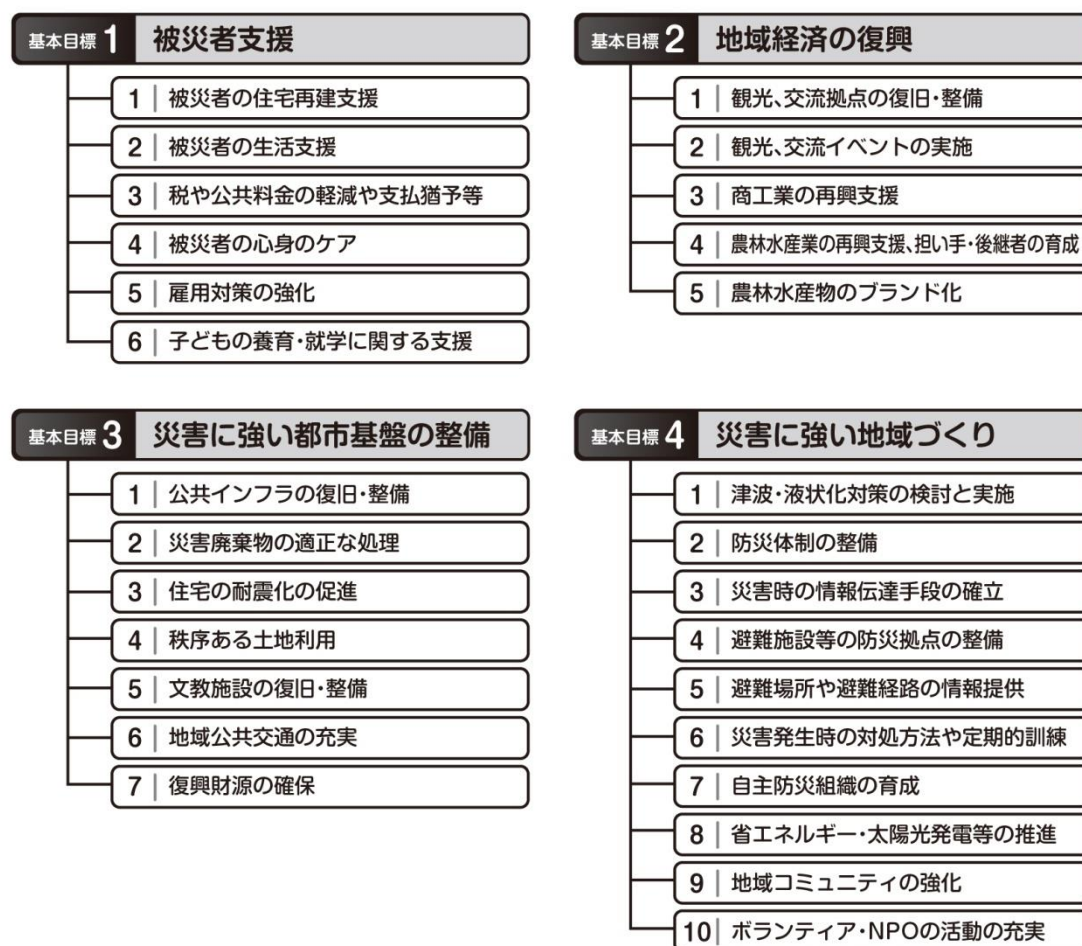 基本目標 1 被災者支援
1 被災者の住宅再建支援
2 被災者の生活支援
3 税や公共料金の軽減や支払猶予等
4 被災者の心身のケア
5 雇用対策の強化
6 子どもの養育・就学に関する支援
基本目標 2 地域経済の復興
1 観光、交流拠点の復旧・整備
2 観光、交流イベントの実施
3 商工業の再興支援
4 農林水産業の再興支援、担い手・後継者の育成
5 農林水産物のブランド化
基本目標 3 災害に強い都市基盤の整備
1 公共インフラの復旧・整備
2 災害廃棄物の適正な処理
3 住宅の耐震化の促進
4 秩序ある土地利用
5 文教施設の復旧・整備
6 地域公共交通の充実
7 復興財源の確保
基本目標 4 災害に強い地域づくり
1 津波・液状化対策の検討と実施
2 防災体制の整備
3 災害時の情報伝達手段の確立
4 避難施設等の防災拠点の整備
5 避難場所や避難経路の情報提供
6 災害発生時の対処方法や定期的訓練
7 自主防災組織の育成
8 省エネルギー・太陽光発電等の推進
9 地域コミュニティの強化
10 ボランティア・NPOの活動の充実